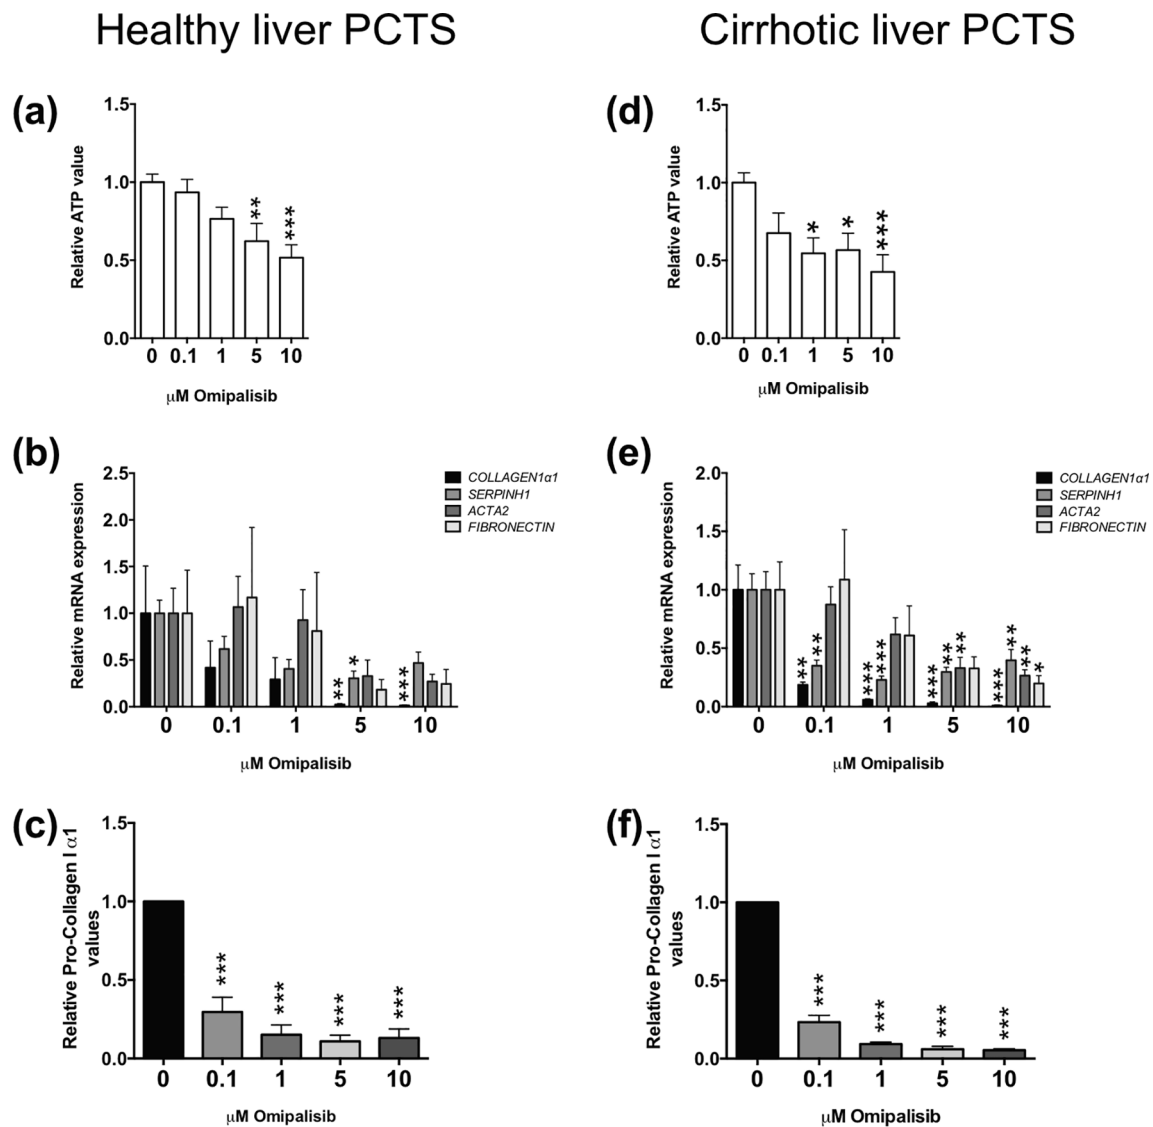 Healthy liver PCTS
Cirrhotic liver PCTS
(a)
Relative ATP value
1.5
1.0
0.5
0.0
**
***
0 0.1 1 5 10
μM Omipalisib
(d)
Relative ATP value
1.5
1.0
0.5
0.0
*
*
***
0 0.1 1 5 10
μM Omipalisib
(b)
Relative mRNA expression
2.5
2.0
1.5
1.0
0.5
0.0
COLLAGEN1α1
SERPINH1
ACTA2
FIBRONECTIN
**
*
***
0 0.1 1 5 10
μM Omipalisib
(e)
Relative mRNA expression
2.0
1.5
1.0
0.5
0.0
COLLAGEN1α1
SERPINH1
ACTA2
FIBRONECTIN
**
***
***
***
***
**
**
***
**
**
*
0 0.1 1 5 10
μM Omipalisib
(c)
Relative Pro-Collagen I α1
values
1.5
1.0
0.5
0.0
***
***
***
***
0 0.1 1 5 10
μM Omipalisib
(f)
Relative Pro-Collagen I α1
values
1.5
1.0
0.5
0.0
***
***
***
***
0 0.1 1 5 10
μM Omipalisib